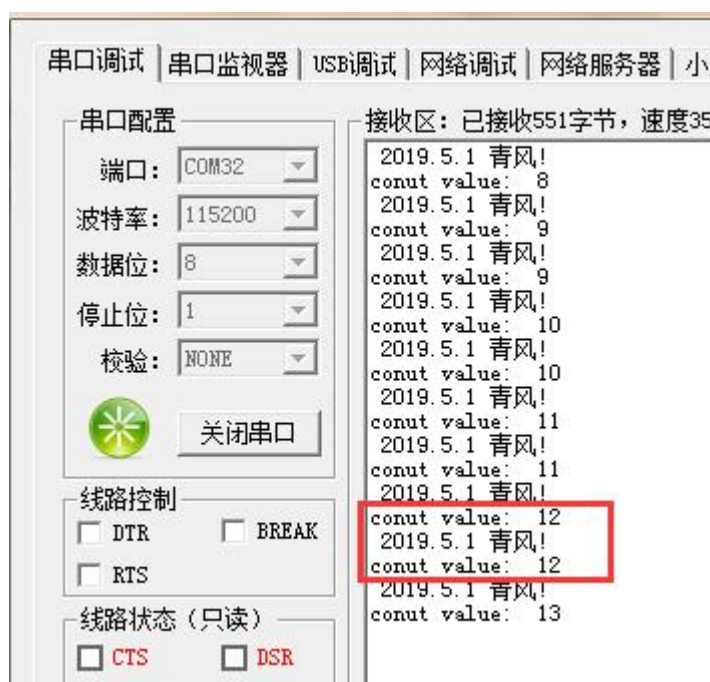 串口调试 串口监视器 USB调试 网络调试 网络服务器 小
串口配置
端口： COM32
波特率： 115200
数据位： 8
停止位： 1
校验： NONE
关闭串口
线路控制
DTR BREAK
RTS
线路状态（只读）
CTS DSR
接收区：已接收551字节，速度35
2019.5.1 青风!
conut value: 8
2019.5.1 青风!
conut value: 9
2019.5.1 青风!
conut value: 9
2019.5.1 青风!
conut value: 10
2019.5.1 青风!
conut value: 10
2019.5.1 青风!
conut value: 11
2019.5.1 青风!
conut value: 11
2019.5.1 青风!
conut value: 12
2019.5.1 青风!
conut value: 12
2019.5.1 青风!
conut value: 13